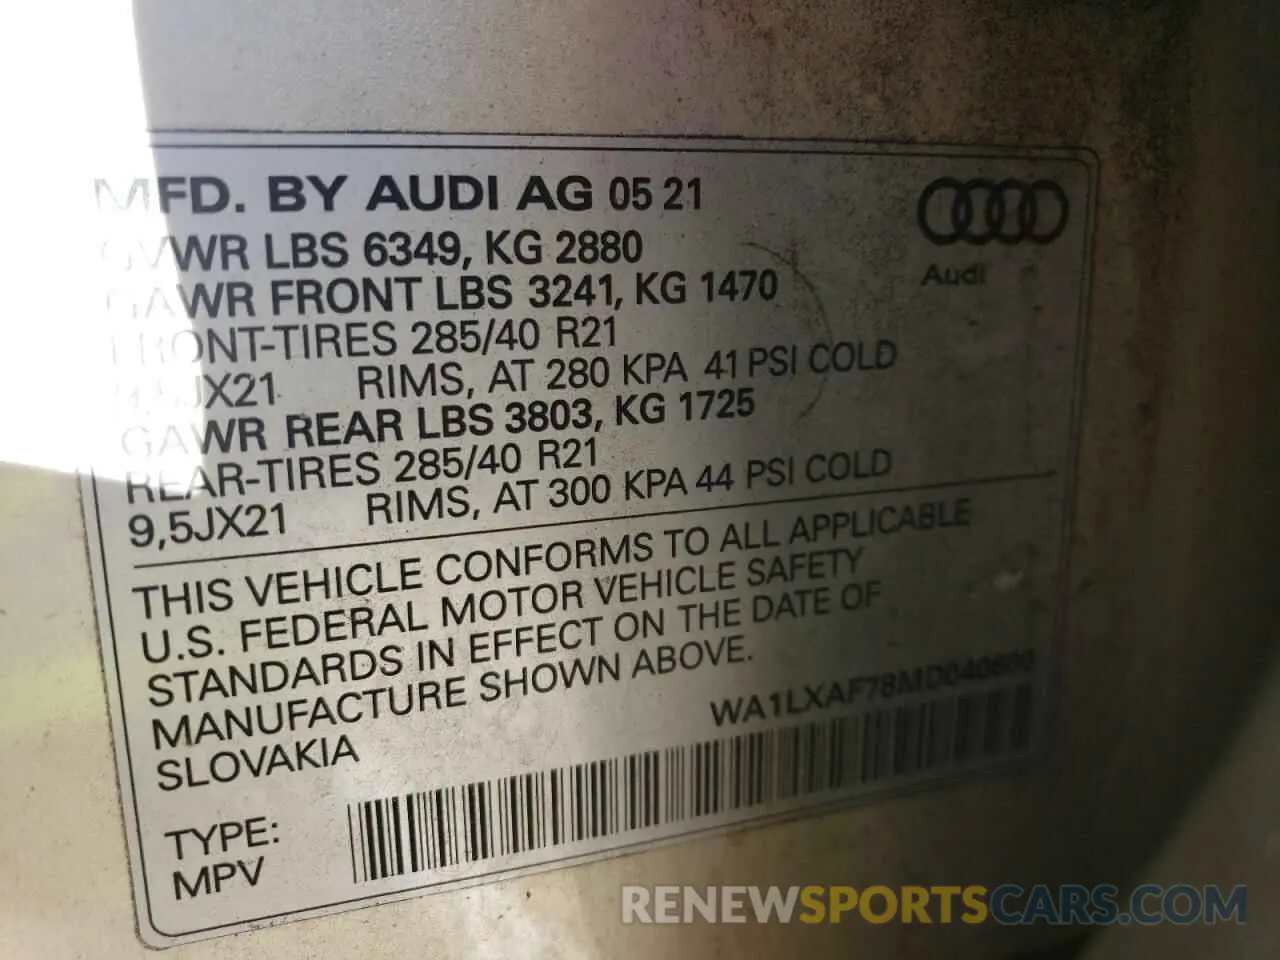 MFD. BY AUDI AG 05 21
GVWR LBS 6349, KG 2880
GAWR FRONT LBS 3241, KG 1470
FRONT-TIRES 285/40 R21
9,5JX21 RIMS, AT 280 KPA 41 PSI COLD
GAWR REAR LBS 3803, KG 1725
REAR-TIRES 285/40 R21
9,5JX21 RIMS, AT 300 KPA 44 PSI COLD
Audi
THIS VEHICLE CONFORMS TO ALL APPLICABLE
U.S. FEDERAL MOTOR VEHICLE SAFETY
STANDARDS IN EFFECT ON THE DATE OF
MANUFACTURE SHOWN ABOVE.
SLOVAKIA
WA1LXAF78MD040600
TYPE:
MPV
RENEWSPORTSCARS.COM